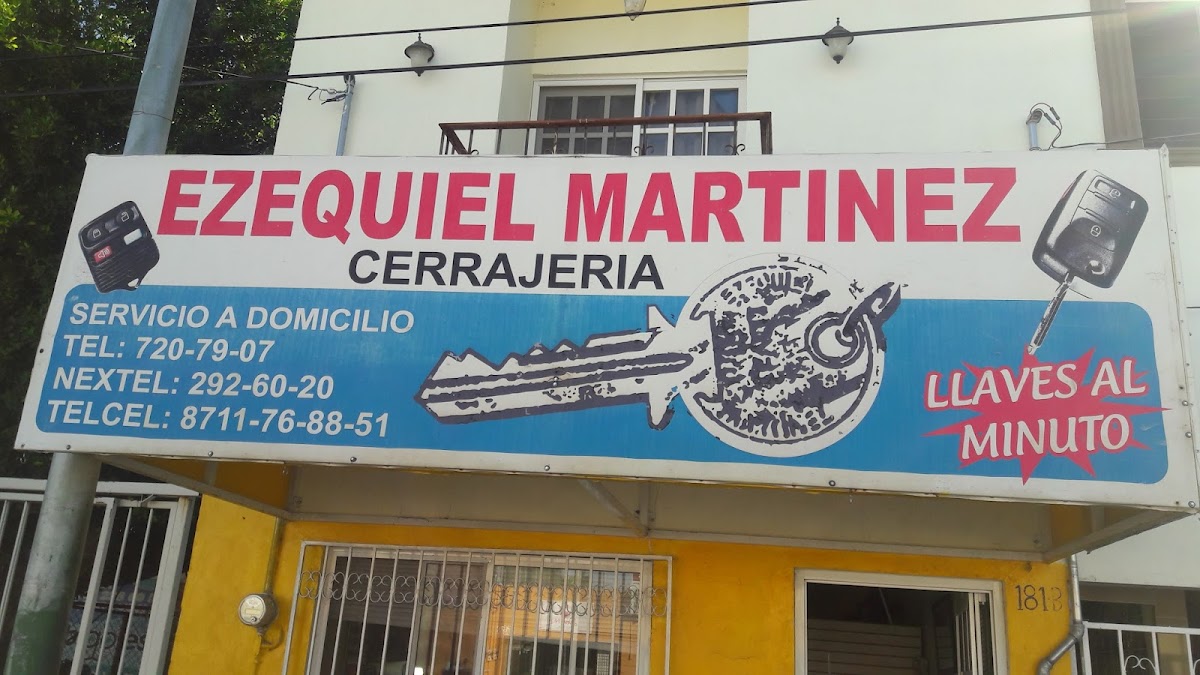 EZEQUIEL MARTINEZ
CERRAJERIA
SERVICIO A DOMICILIO
TEL: 720-79-07
NEXTEL: 292-60-20
TELCEL: 8711-76-88-51
LLAVES AL
MINUTO
181-B